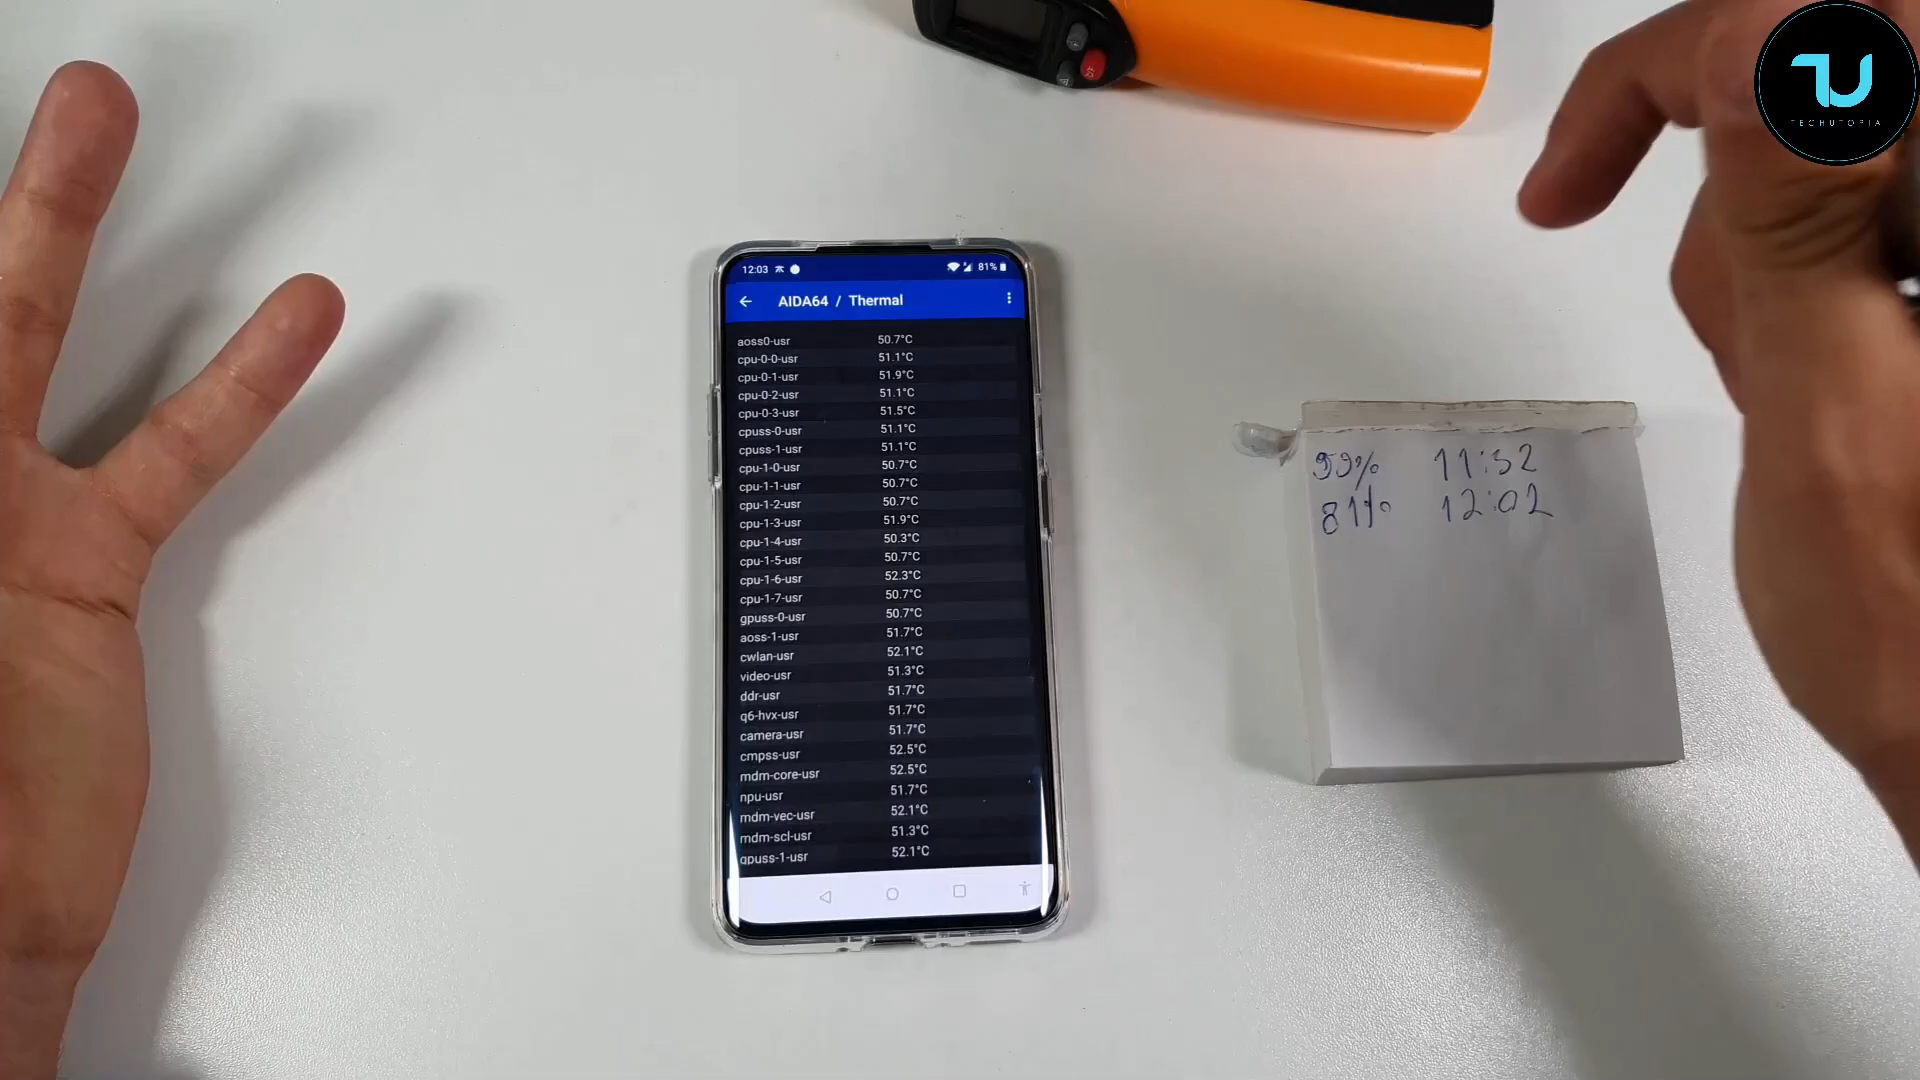 TU
TECHUTOPIA
12:03 81%
AIDA64 / Thermal
aoss0-usr 50.7°C
cpu-0-0-usr 51.1°C
cpu-0-1-usr 51.9°C
cpu-0-2-usr 51.1°C
cpu-0-3-usr 51.5°C
cpuss-0-usr 51.1°C
cpuss-1-usr 51.1°C
cpu-1-0-usr 50.7°C
cpu-1-1-usr 50.7°C
cpu-1-2-usr 50.7°C
cpu-1-3-usr 51.9°C
cpu-1-4-usr 50.3°C
cpu-1-5-usr 50.7°C
cpu-1-6-usr 52.3°C
cpu-1-7-usr 50.7°C
gpuss-0-usr 50.7°C
aoss-1-usr 51.7°C
cwlan-usr 52.1°C
video-usr 51.3°C
ddr-usr 51.7°C
q6-hvx-usr 51.7°C
camera-usr 51.7°C
cmpss-usr 52.5°C
mdm-core-usr 52.5°C
npu-usr 51.7°C
mdm-vec-usr 52.1°C
mdm-scl-usr 51.3°C
gpuss-1-usr 52.1°C
99% 11:32
81% 12:02